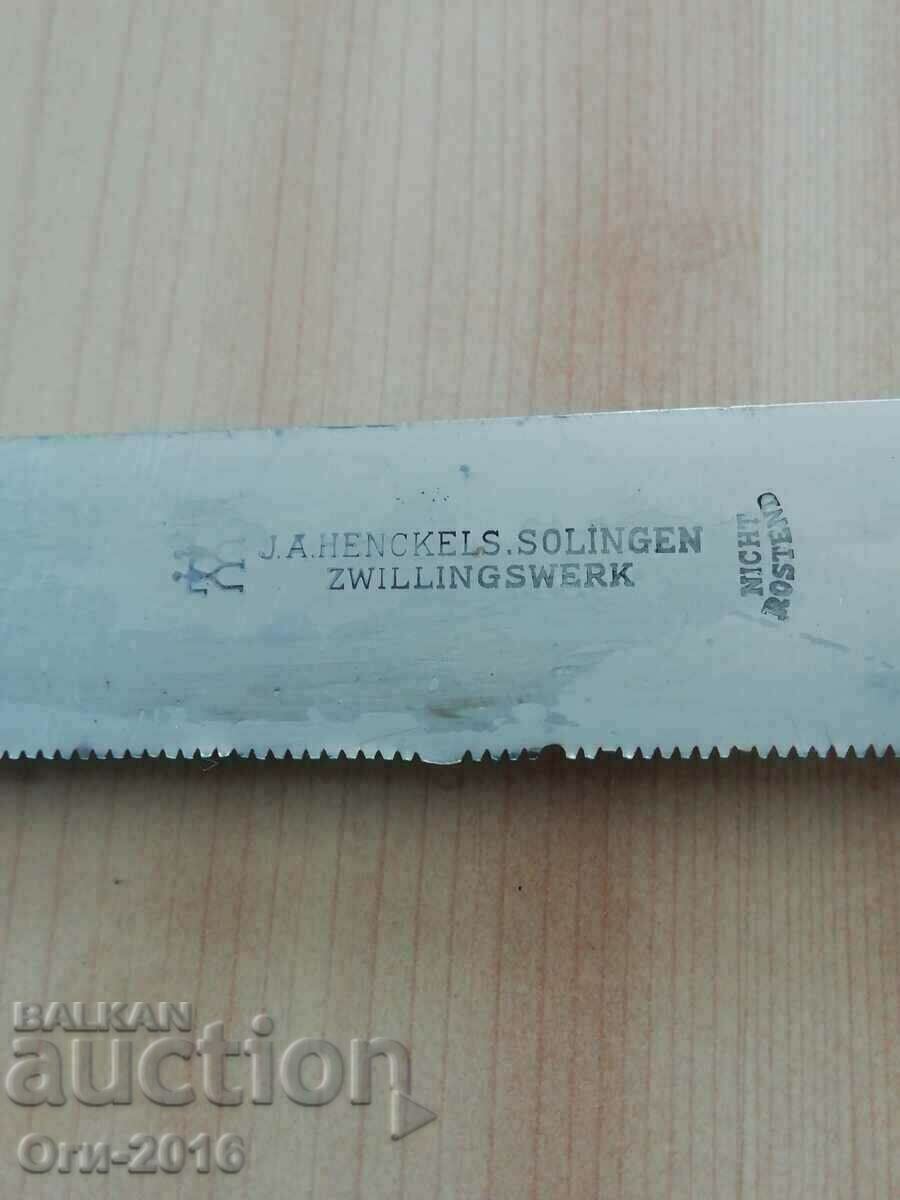 J.A.HENCKELS.SOLINGEN
ZWILLINGSWERK
NICHT
ROSTEND
BALKAN
auction
Оги-2016